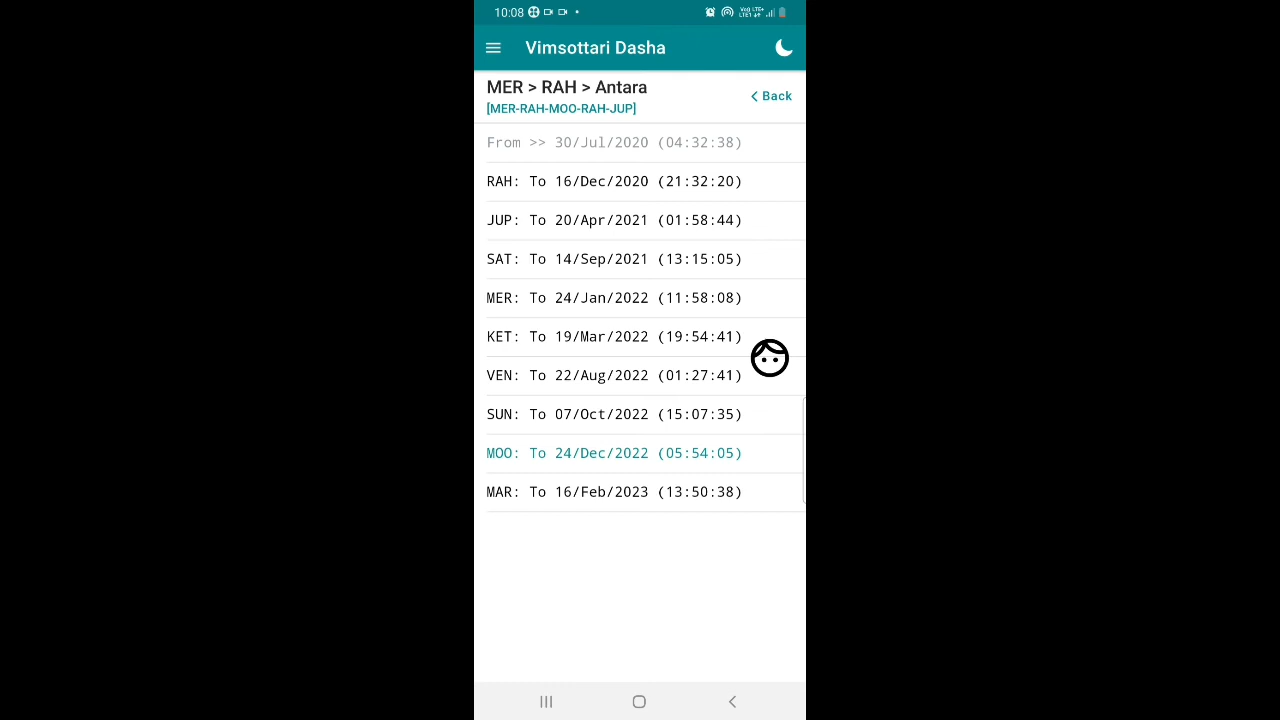 10:08
Vo)) LTE+
LTE1
Vimsottari Dasha
MER > RAH > Antara
Back
[MER-RAH-MOO-RAH-JUP]
From >> 30/Jul/2020 (04:32:38)
RAH: To 16/Dec/2020 (21:32:20)
JUP: To 20/Apr/2021 (01:58:44)
SAT: To 14/Sep/2021 (13:15:05)
MER: To 24/Jan/2022 (11:58:08)
KET: To 19/Mar/2022 (19:54:41)
VEN: To 22/Aug/2022 (01:27:41)
SUN: To 07/Oct/2022 (15:07:35)
MOO: To 24/Dec/2022 (05:54:05)
MAR: To 16/Feb/2023 (13:50:38)